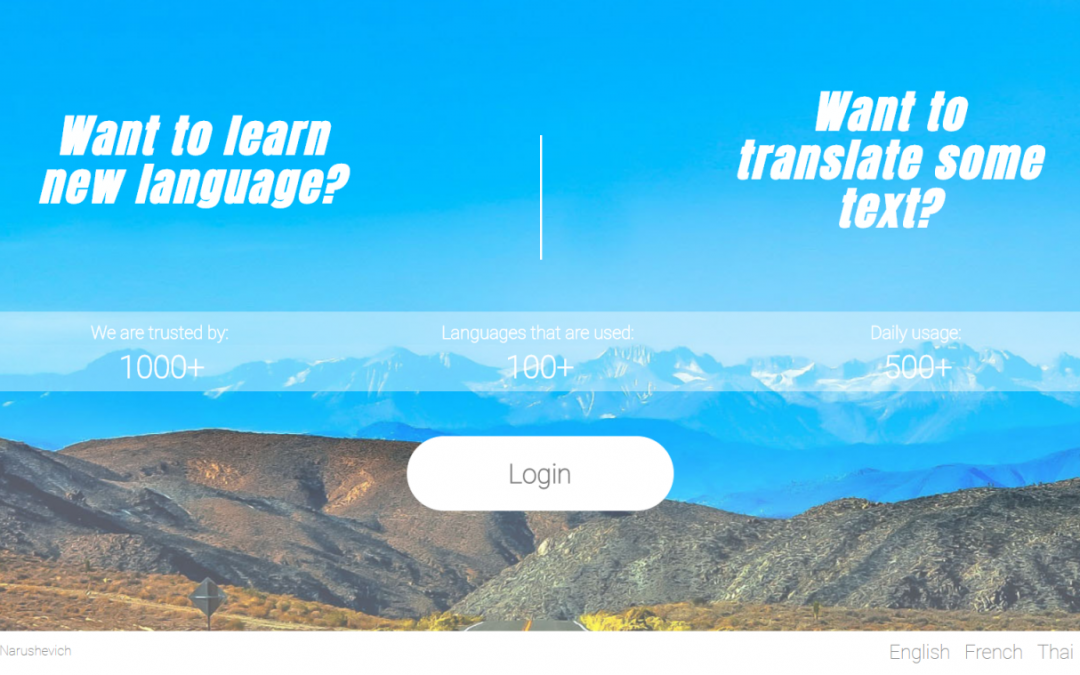 Want to learn
new language?
Want to
translate some
text?
We are trusted by:
1000+
Languages that are used:
100+
Daily usage:
500+
Login
Narushevich
English French Thai